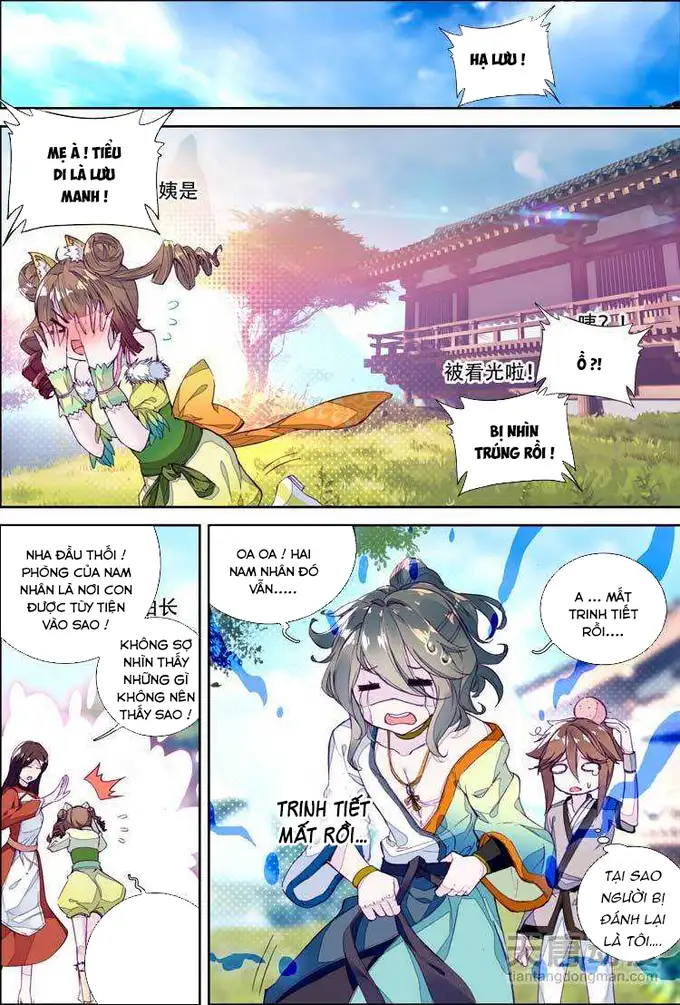 HẠ LƯU !
MẸ À ! TIỂU
DI LÀ LƯU
MANH !
姨是
姨?!
Ồ ?!
被看光啦!
BỊ NHÌN
TRÚNG RỒI !
NHA ĐẦU THỐI !
PHÒNG CỦA NAM
NHÂN LÀ NƠI CON
ĐƯỢC TÙY TIỆN
VÀO SAO !
长
KHÔNG SỢ
NHÌN THẤY
NHỮNG GÌ
KHÔNG NÊN
THẤY SAO !
OA OA ! HAI
NAM NHÂN ĐÓ
VẪN.....
A ... MẤT
TRINH TIẾT
RỒI....
TRINH TIẾT
MẤT RỒI...
TẠI SAO
NGƯỜI BỊ
ĐÁNH LẠI
LÀ TÔI....
tiantangdongman.com